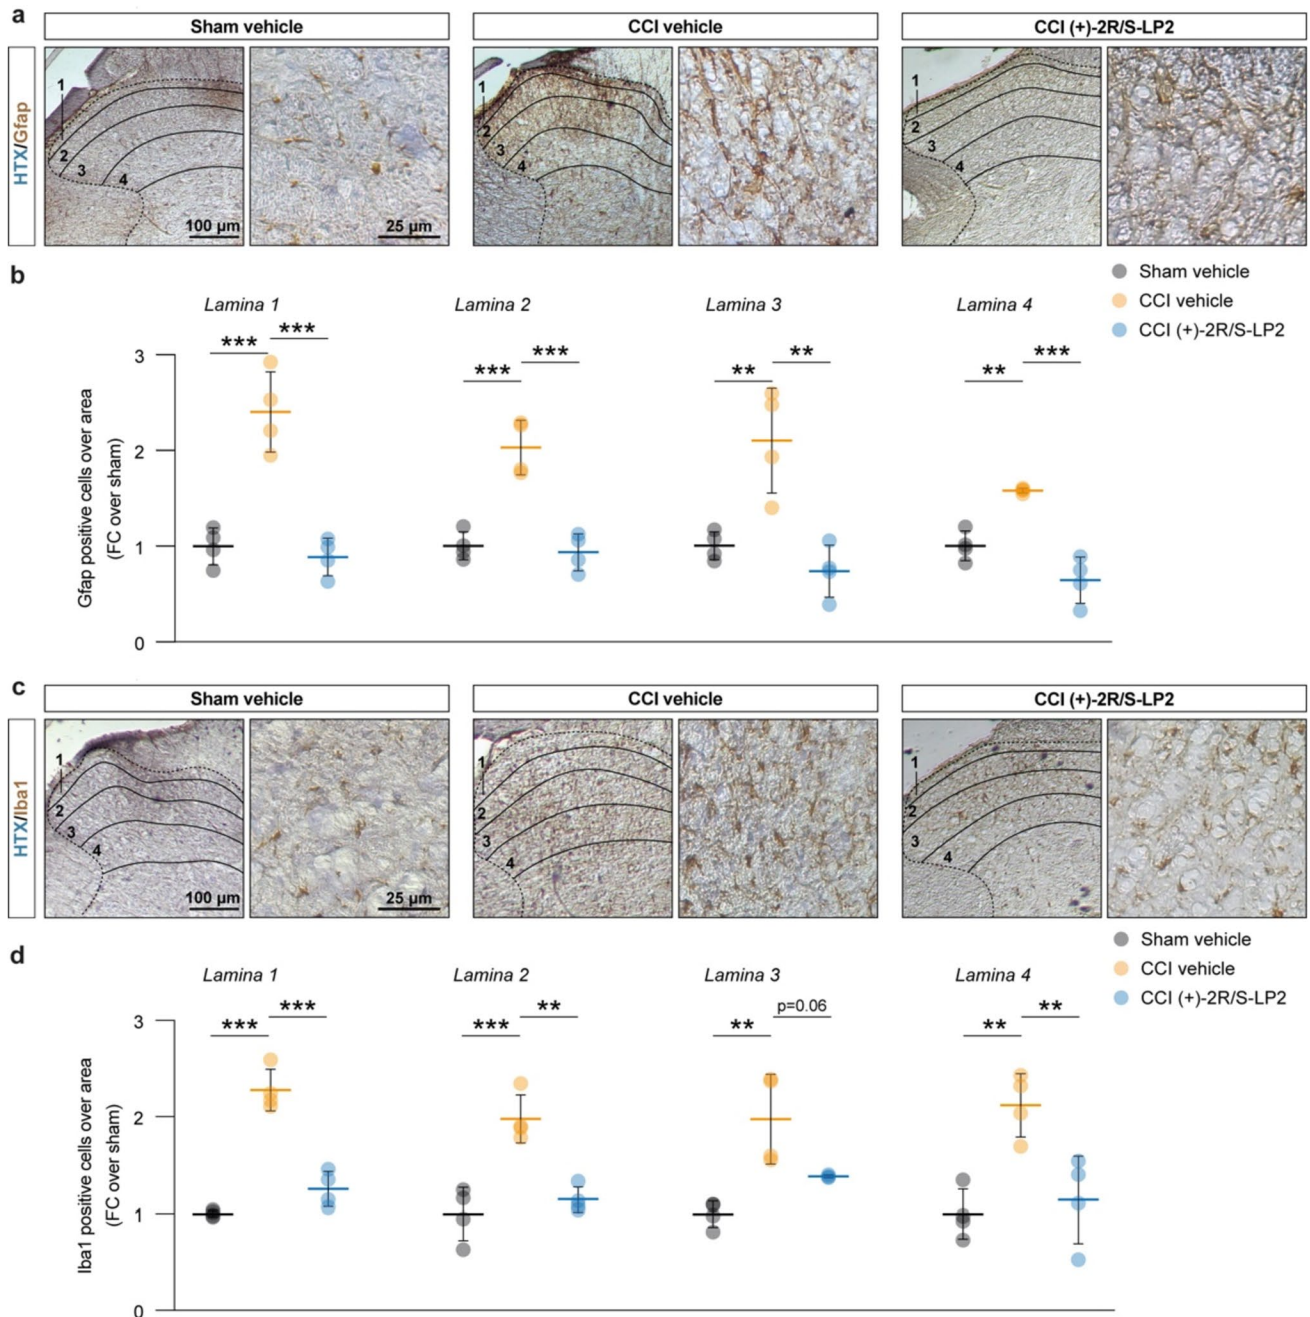 a
Sham vehicle
CCI vehicle
CCI (+)-2R/S-LP2
HTX/Gfap
1
2
3
4
100 µm
25 µm
1
2
3
4
1
2
3
4
b
Sham vehicle
CCI vehicle
CCI (+)-2R/S-LP2
Lamina 1
Lamina 2
Lamina 3
Lamina 4
*** ***
*** ***
** **
** ***
Gfap positive cells over area
(FC over sham)
3
2
1
0
c
Sham vehicle
CCI vehicle
CCI (+)-2R/S-LP2
HTX/Iba1
1
2
3
4
100 µm
25 µm
1
2
3
4
1
2
3
4
d
Sham vehicle
CCI vehicle
CCI (+)-2R/S-LP2
Lamina 1
Lamina 2
Lamina 3
Lamina 4
*** ***
*** **
** p=0.06
** **
Iba1 positive cells over area
(FC over sham)
3
2
1
0